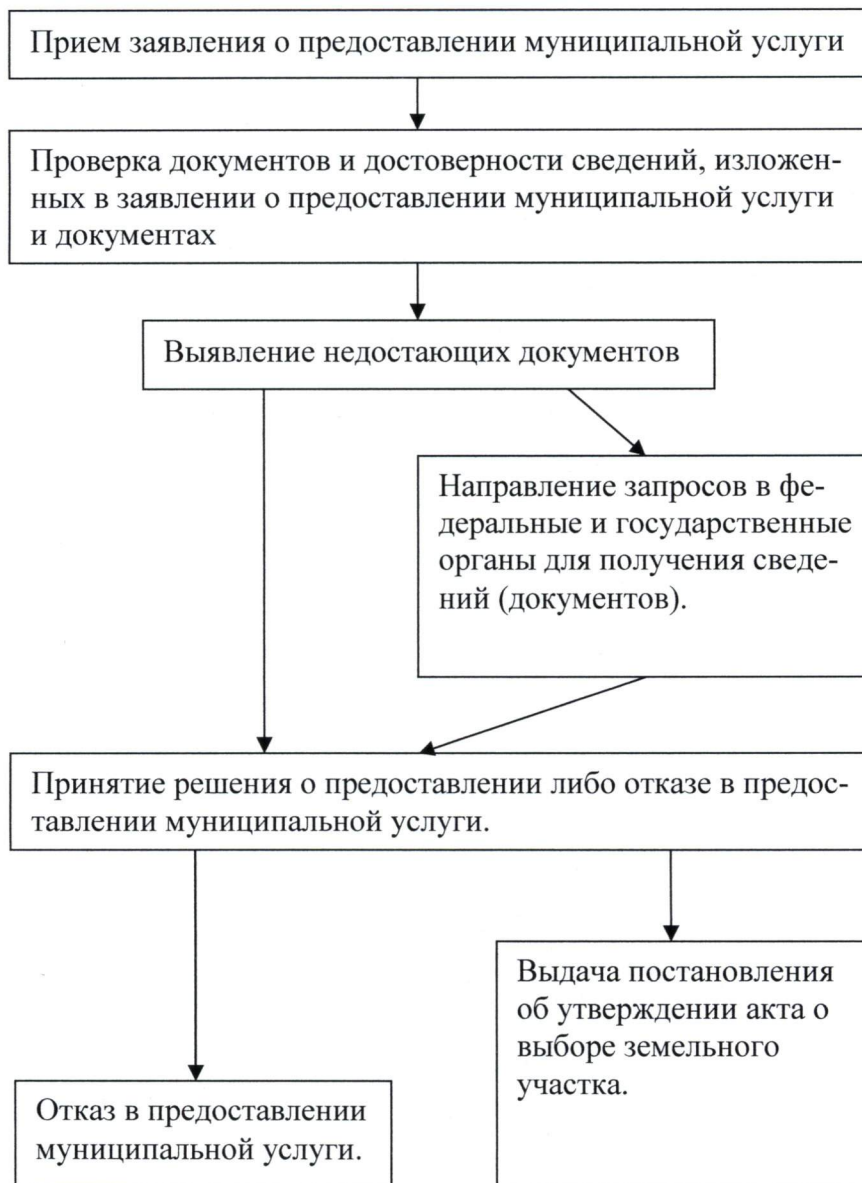 Прием заявления о предоставлении муниципальной услуги
Проверка документов и достоверности сведений, изложен-
ных в заявлении о предоставлении муниципальной услуги
и документах
Выявление недостающих документов
Направление запросов в фе-
деральные и государственные
органы для получения сведе-
ний (документов).
Принятие решения о предоставлении либо отказе в предос-
тавлении муниципальной услуги.
Выдача постановления
об утверждении акта о
выборе земельного
участка.
Отказ в предоставлении
муниципальной услуги.